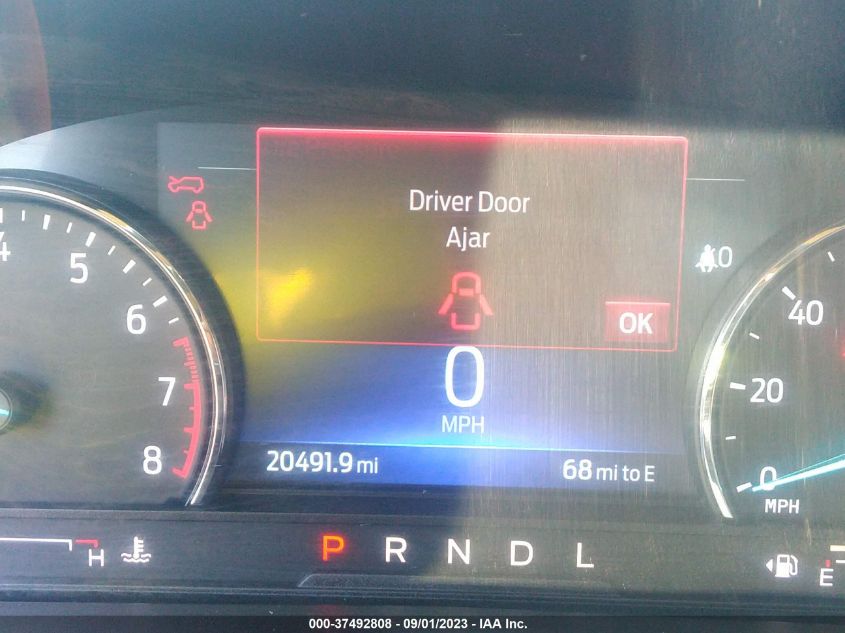 Driver Door
Ajar
OK
0
MPH
20491.9 mi
68 mi to E
4
5
6
7
8
0
40
20
0
MPH
H
P R N D L
E
000-37492808 - 09/01/2023 - IAA Inc.